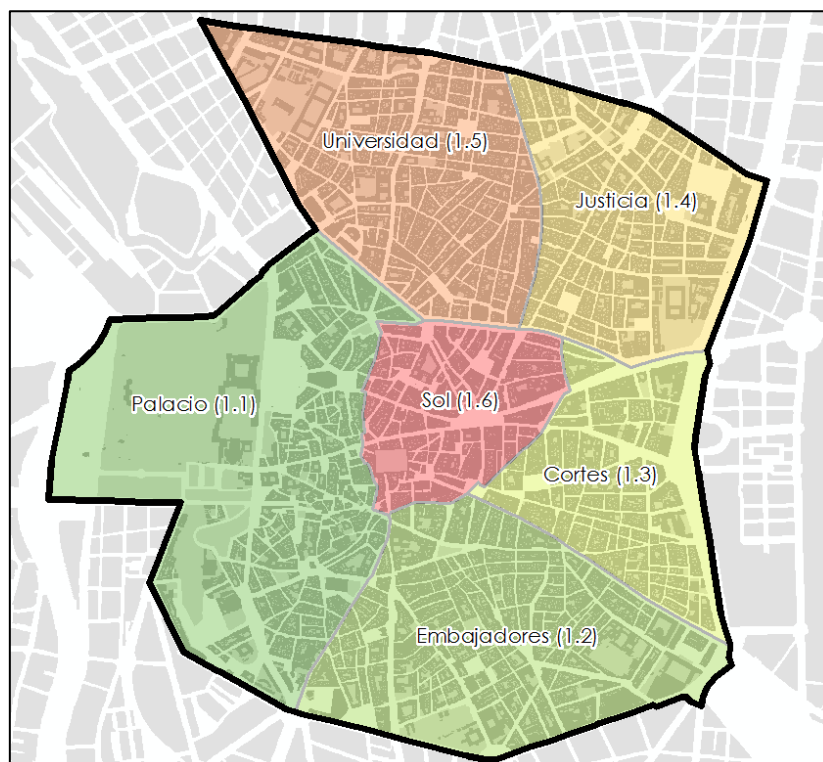 Universidad (1.5)
Justicia (1.4)
Palacio (1.1)
Sol (1.6)
Cortes (1.3)
Embajadores (1.2)